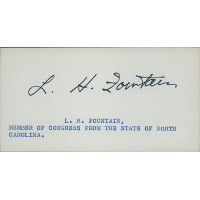 L. H. Fountain
L. H. FOUNTAIN,
MEMBER OF CONGRESS FROM THE STATE OF NORTH
CAROLINA.